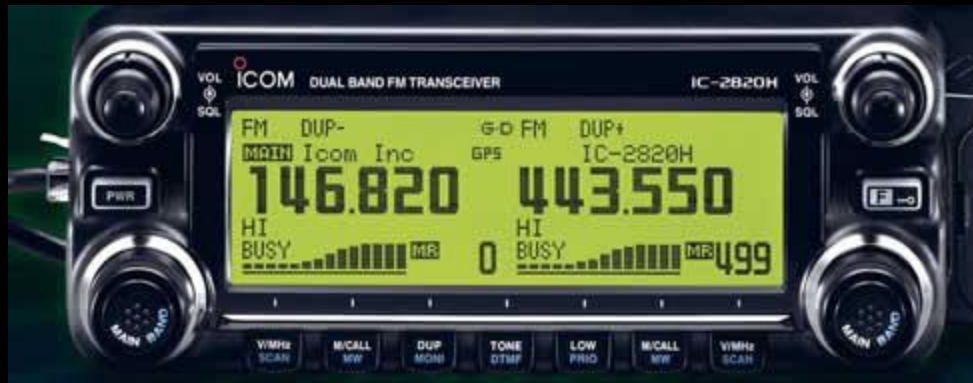 ICOM DUAL BAND FM TRANSCEIVER IC-2820H
VOL
SQL
VOL
SQL
FM DUP- G-D FM DUP+
MAIN Icom Inc GPS IC-2820H
146.820 443.550
HI HI
BUSY MR 0 BUSY MR 499
PWR
F
MAIN BAND
MAIN BAND
V/MHz M/CALL DUP TONE LOW M/CALL V/MHz
SCAN MW MONI DTMF PRIO MW SCAN